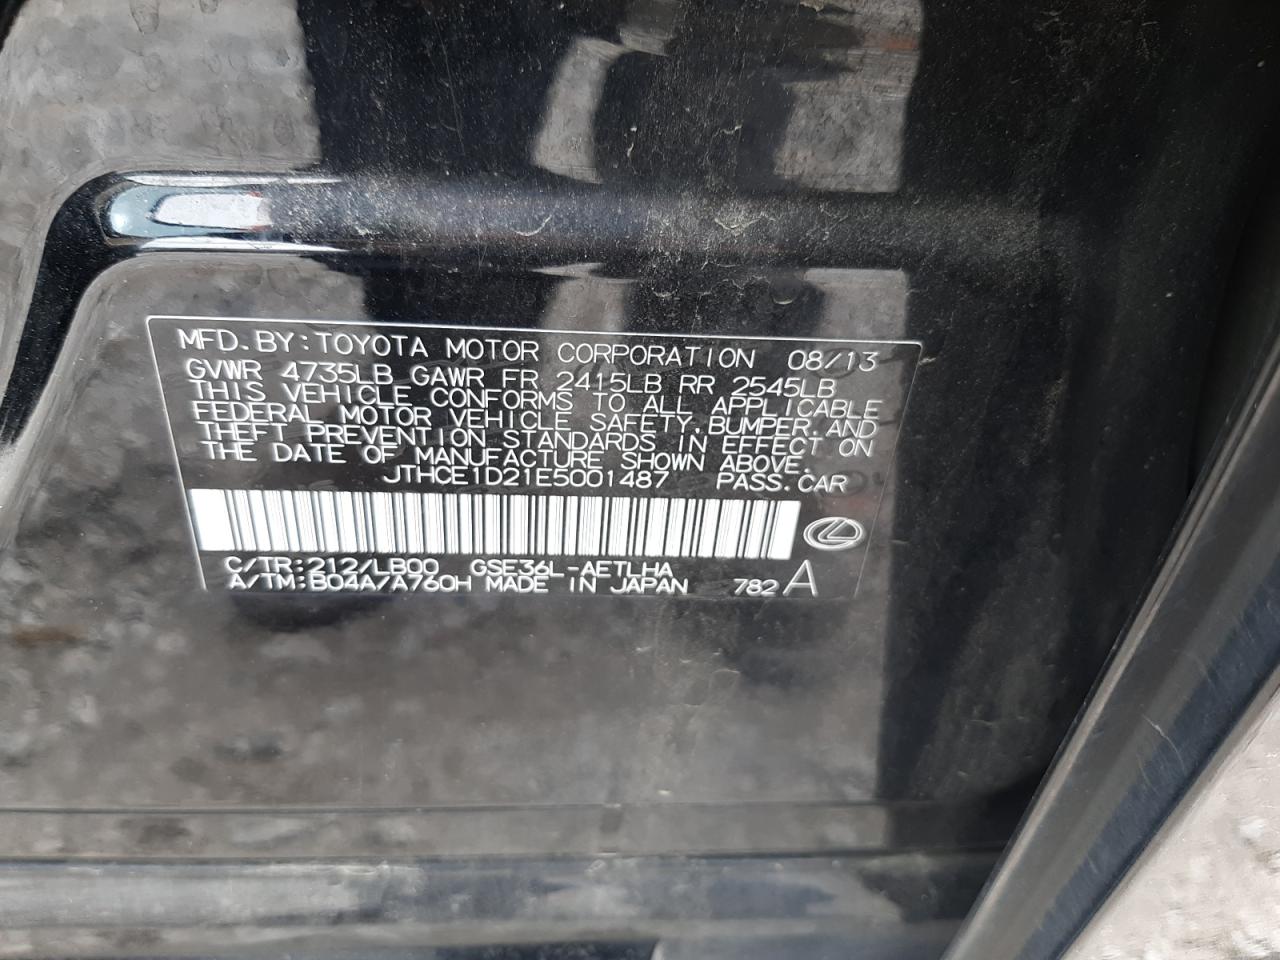 MFD.BY:TOYOTA MOTOR CORPORATION 08/13
GVWR 4735LB GAWR FR 2415LB RR 2545LB
THIS VEHICLE CONFORMS TO ALL APPLICABLE
FEDERAL MOTOR VEHICLE SAFETY,BUMPER,AND
THEFT PREVENTION STANDARDS IN EFFECT ON
THE DATE OF MANUFACTURE SHOWN ABOVE.
JTHCE1D21E5001487 PASS.CAR
C/TR:212/LB00 GSE36L-AETLHA
A/TM:B04A/A760H MADE IN JAPAN 782A